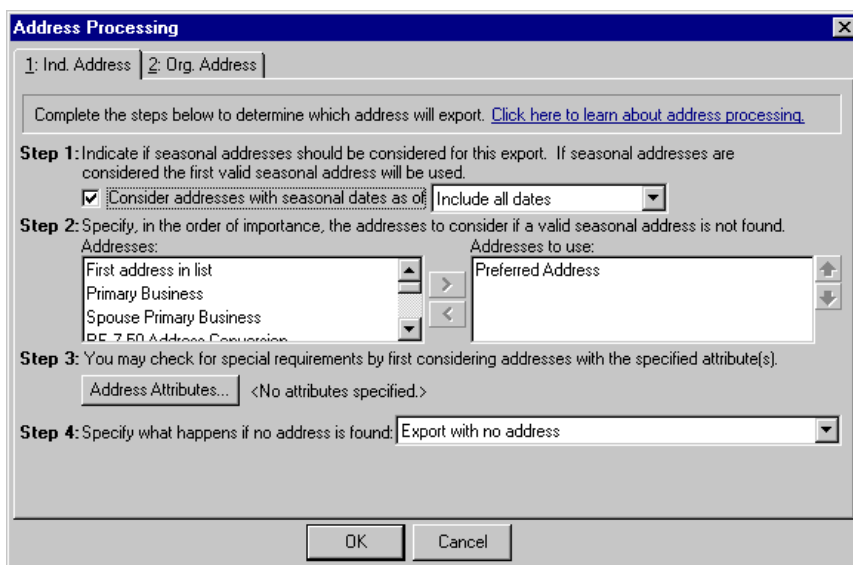 Address Processing
1: Ind. Address 2: Org. Address
Complete the steps below to determine which address will export. Click here to learn about address processing.
Step 1: Indicate if seasonal addresses should be considered for this export. If seasonal addresses are
considered the first valid seasonal address will be used.
Consider addresses with seasonal dates as of Include all dates
Step 2: Specify, in the order of importance, the addresses to consider if a valid seasonal address is not found.
Addresses: Addresses to use:
First address in list Preferred Address
Primary Business > 
Spouse Primary Business <
RE 7.50 Address Conversion
Step 3: You may check for special requirements by first considering addresses with the specified attribute(s).
Address Attributes... <No attributes specified.>
Step 4: Specify what happens if no address is found: Export with no address
OK Cancel